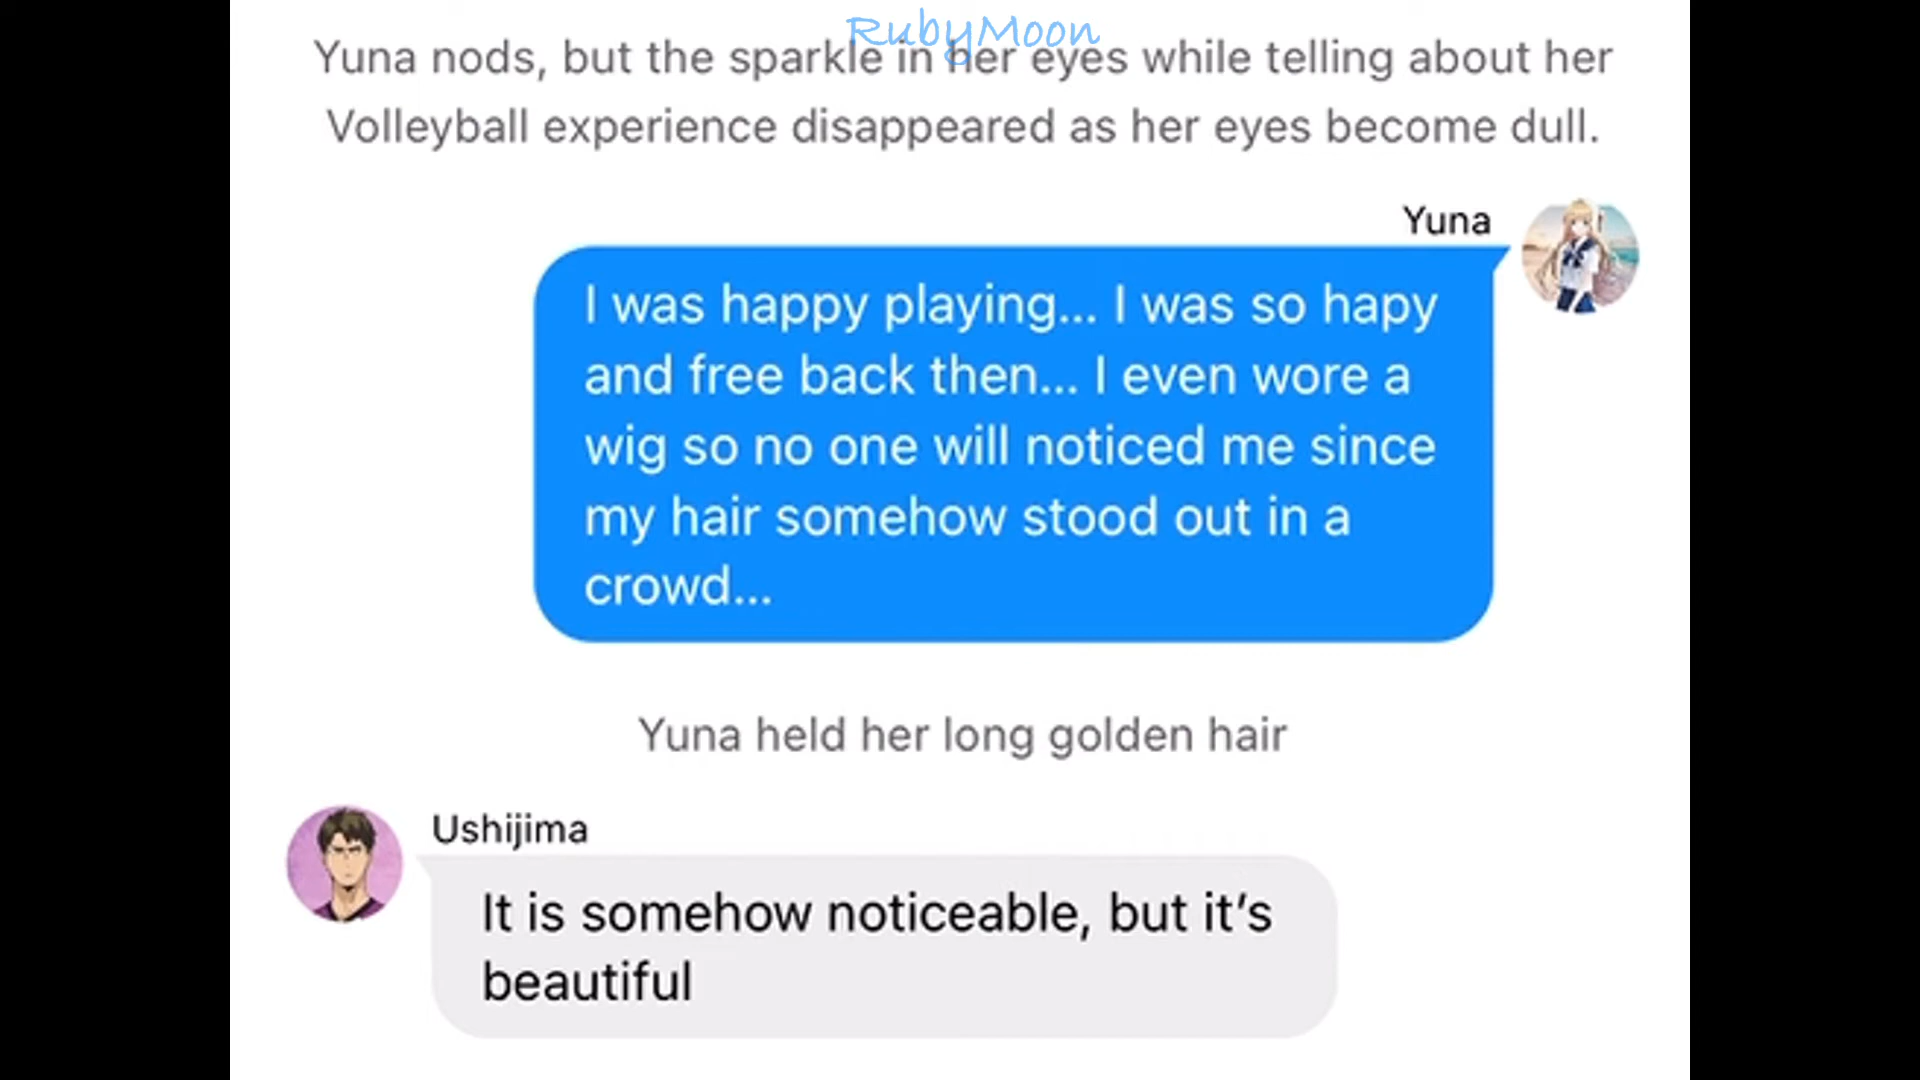 RubyMoon
Yuna nods, but the sparkle in her eyes while telling about her
Volleyball experience disappeared as her eyes become dull.
Yuna
I was happy playing... I was so hapy
and free back then... I even wore a
wig so no one will noticed me since
my hair somehow stood out in a
crowd...
Yuna held her long golden hair
Ushijima
It is somehow noticeable, but it's
beautiful